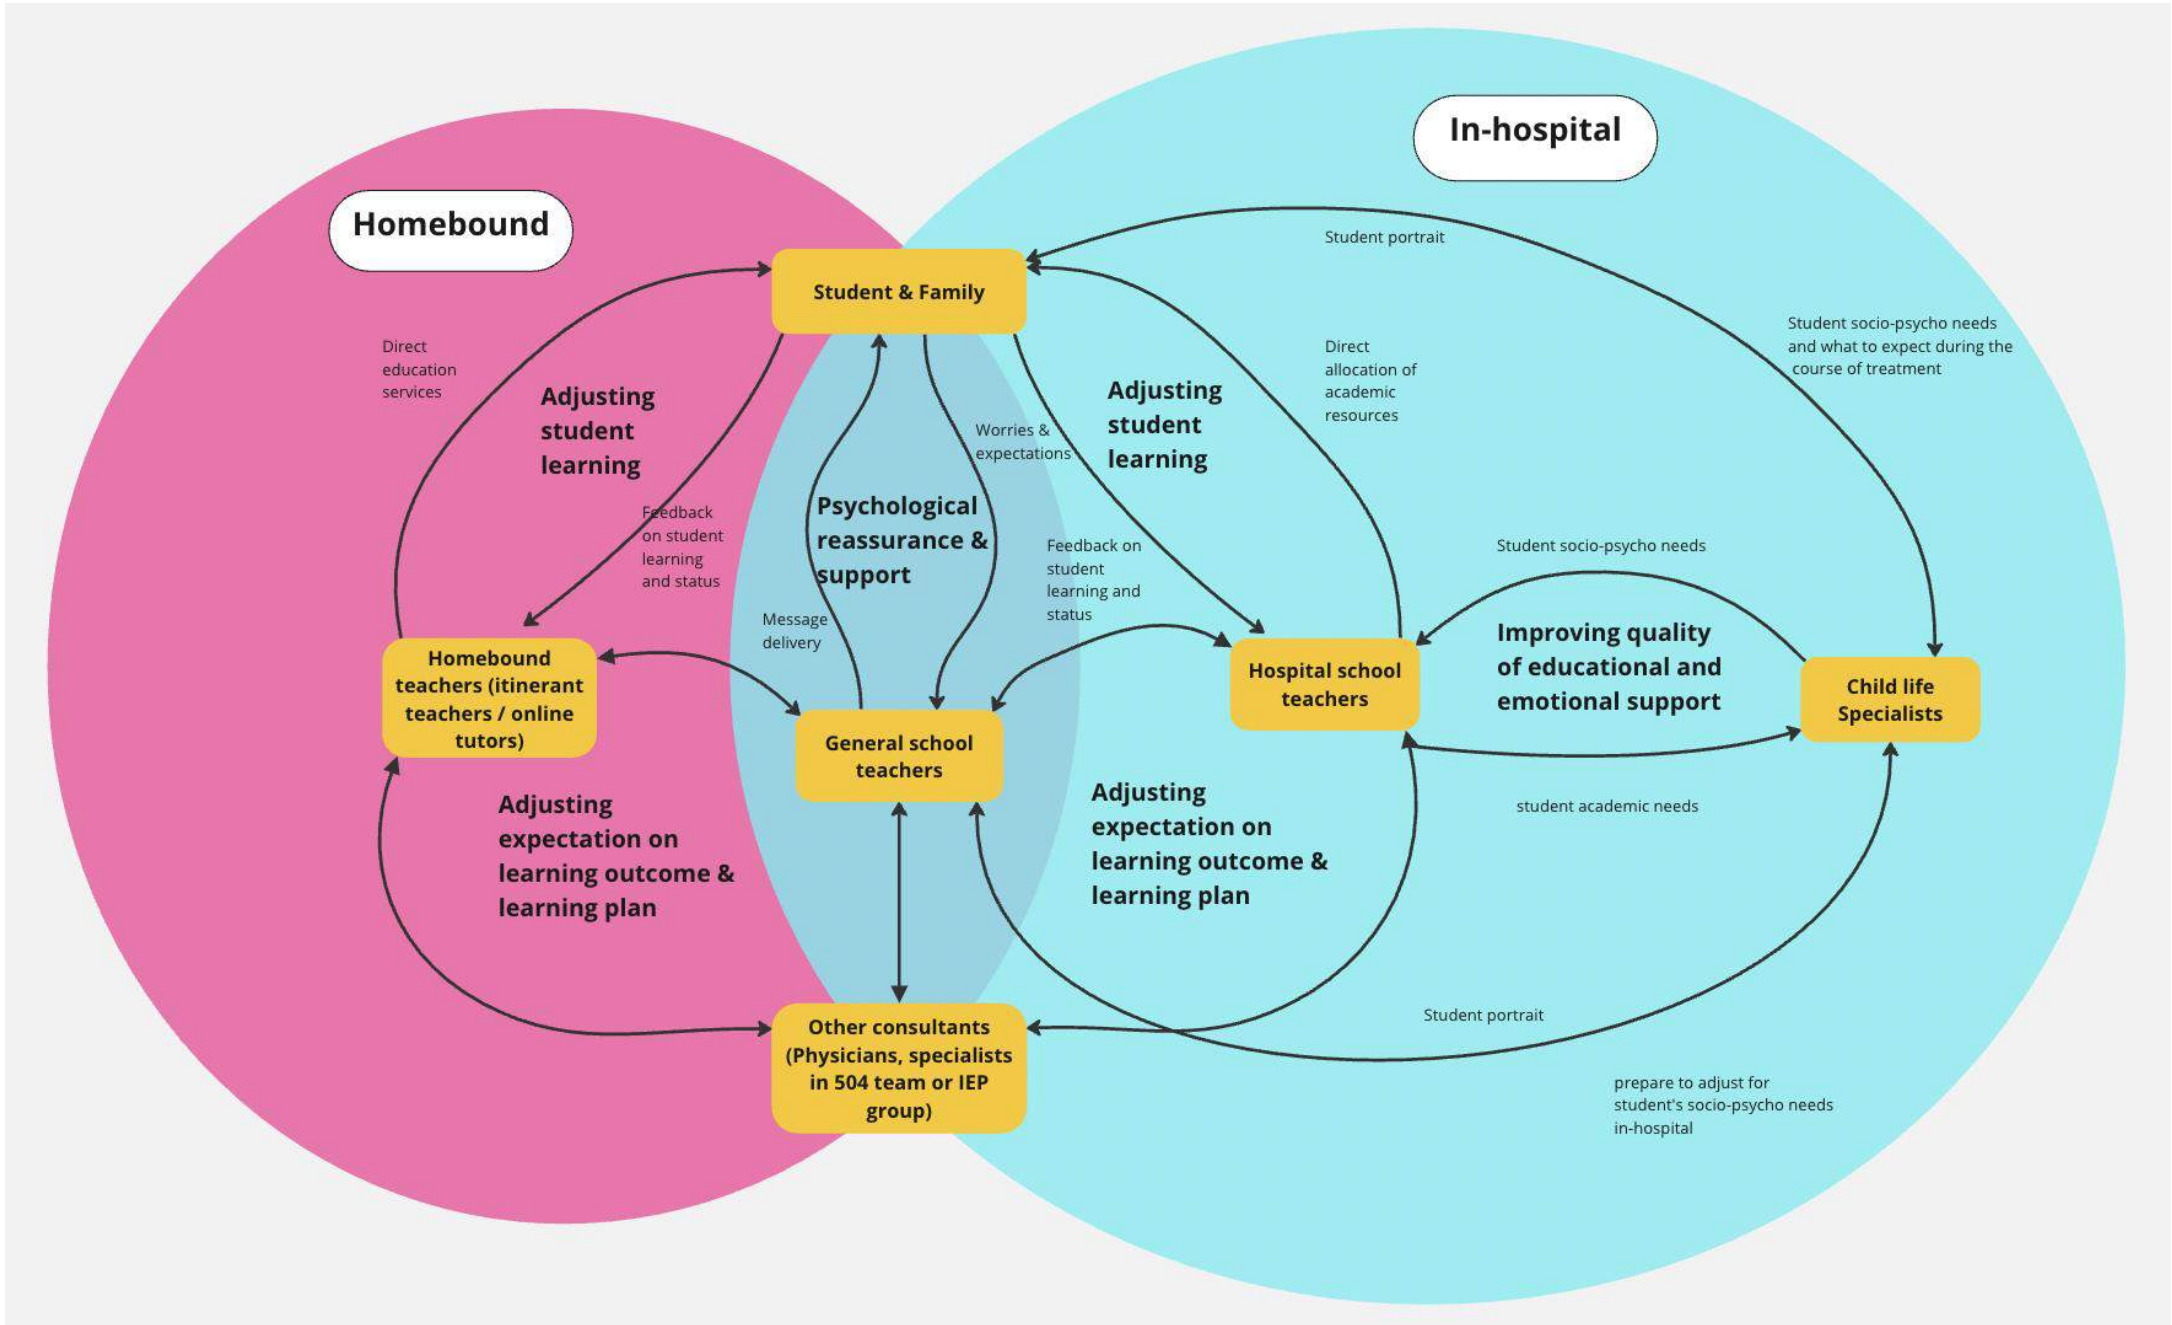 In-hospital
Homebound
Student portrait
Student & Family
Student socio-psycho needs
and what to expect during the
course of treatment
Direct
education
services
Adjusting
student
learning
Worries &
expectations
Adjusting
student
learning
Direct
allocation of
academic
resources
Feedback
on student
learning
and status
Psychological
reassurance &
support
Feedback on
student
learning and
status
Student socio-psycho needs
Message
delivery
Improving quality
of educational and
emotional support
Homebound
teachers (itinerant
teachers / online
tutors)
General school
teachers
Hospital school
teachers
Child life
Specialists
student academic needs
Adjusting
expectation on
learning outcome &
learning plan
Adjusting
expectation on
learning outcome &
learning plan
Student portrait
Other consultants
(Physicians, specialists
in 504 team or IEP
group)
prepare to adjust for
student's socio-psycho needs
in-hospital